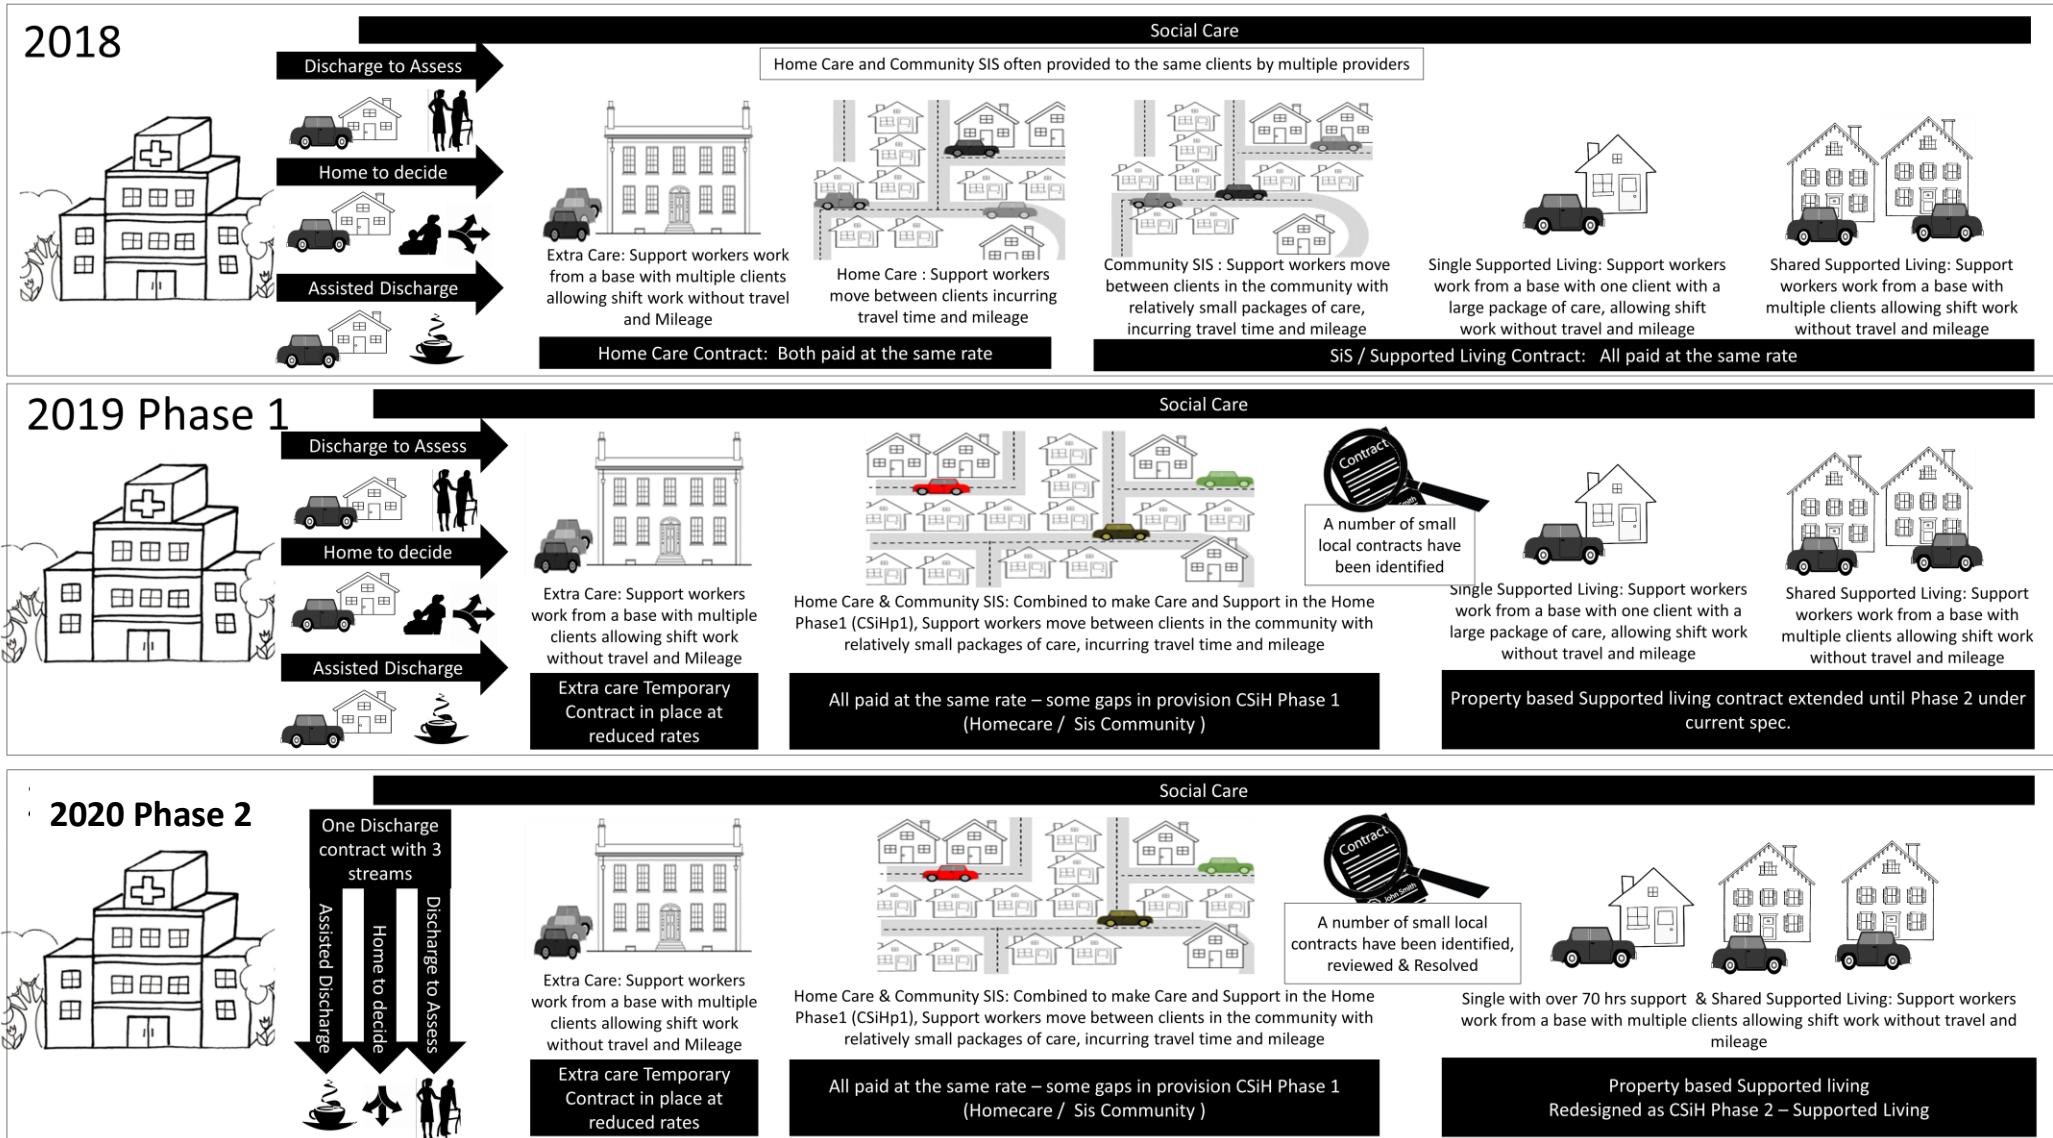 2018
Social Care
Discharge to Assess
Home to decide
Assisted Discharge
Home Care and Community SIS often provided to the same clients by multiple providers
Extra Care: Support workers work
from a base with multiple clients
allowing shift work without travel
and Mileage
Home Care : Support workers
move between clients incurring
travel time and mileage
Home Care Contract:  Both paid at the same rate
Community SIS : Support workers move
between clients in the community with
relatively small packages of care,
incurring travel time and mileage
Single Supported Living: Support workers
work from a base with one client with a
large package of care, allowing shift
work without travel and mileage
Shared Supported Living: Support
workers work from a base with
multiple clients allowing shift work
without travel and mileage
SiS / Supported Living Contract:   All paid at the same rate
2019 Phase 1
Social Care
Discharge to Assess
Home to decide
Assisted Discharge
Extra Care: Support workers
work from a base with multiple
clients allowing shift work
without travel and Mileage
Extra care Temporary
Contract in place at
reduced rates
Home Care & Community SIS: Combined to make Care and Support in the Home
Phase1 (CSiHp1), Support workers move between clients in the community with
relatively small packages of care, incurring travel time and mileage
All paid at the same rate – some gaps in provision CSiH Phase 1
(Homecare /  Sis Community )
Contract
A number of small
local contracts have
been identified
Single Supported Living: Support workers
work from a base with one client with a
large package of care, allowing shift work
without travel and mileage
Shared Supported Living: Support
workers work from a base with
multiple clients allowing shift work
without travel and mileage
Property based Supported living contract extended until Phase 2 under
current spec.
2020 Phase 2
Social Care
One Discharge
contract with 3
streams
Assisted Discharge
Home to decide
Discharge to Assess
Extra Care: Support workers
work from a base with multiple
clients allowing shift work
without travel and Mileage
Extra care Temporary
Contract in place at
reduced rates
Home Care & Community SIS: Combined to make Care and Support in the Home
Phase1 (CSiHp1), Support workers move between clients in the community with
relatively small packages of care, incurring travel time and mileage
All paid at the same rate – some gaps in provision CSiH Phase 1
(Homecare /  Sis Community )
Contract
John Smith
A number of small local
contracts have been identified,
reviewed & Resolved
Single with over 70 hrs support  & Shared Supported Living: Support workers
work from a base with multiple clients allowing shift work without travel and
mileage
Property based Supported living
Redesigned as CSiH Phase 2 – Supported Living